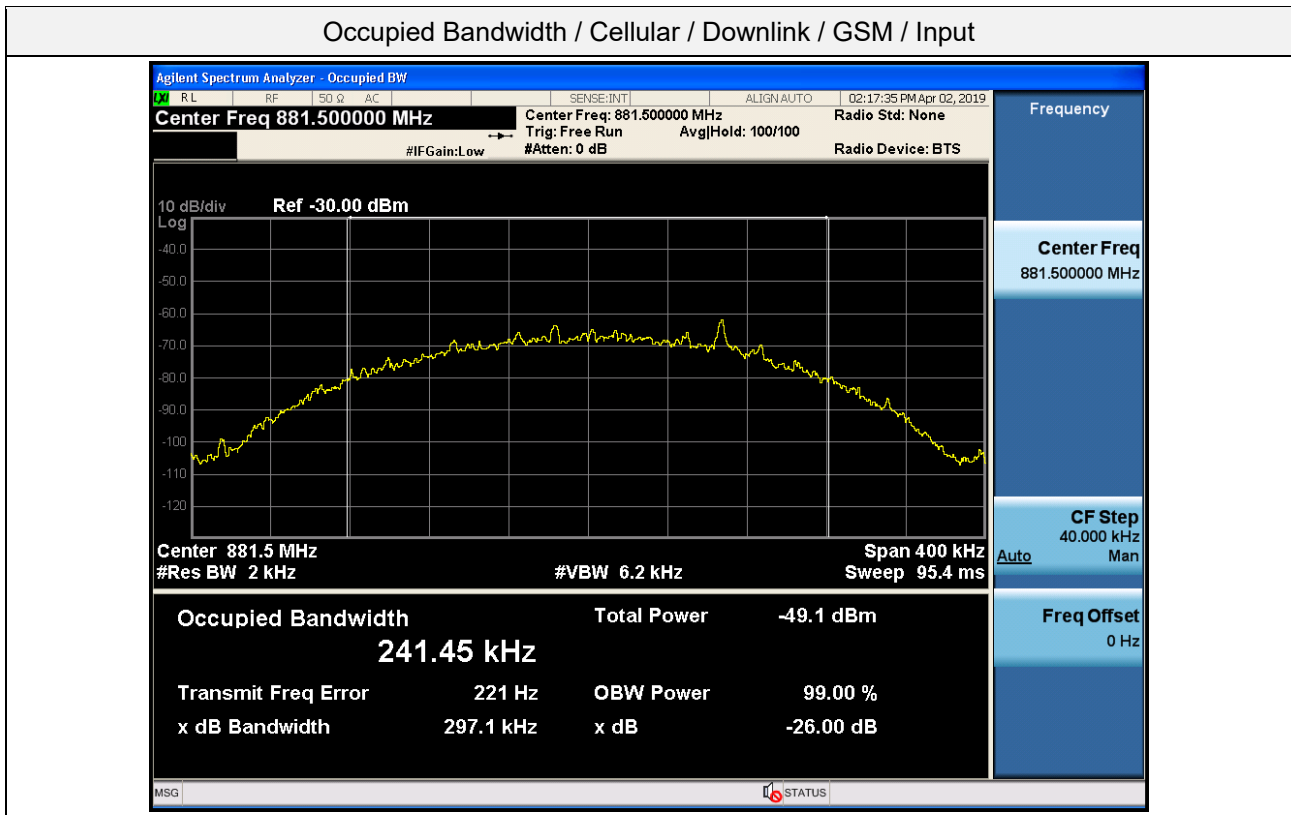 Occupied Bandwidth / Cellular / Downlink / GSM / Input
Agilent Spectrum Analyzer - Occupied BW
LXI RL RF 50 Ω AC SENSE:INT ALIGN AUTO 02:17:35 PM Apr 02, 2019
Center Freq 881.500000 MHz
Center Freq: 881.500000 MHz
Radio Std: None
Trig: Free Run Avg|Hold: 100/100
#IFGain:Low #Atten: 0 dB Radio Device: BTS
Frequency
10 dB/div Ref -30.00 dBm
Log
-40.0
-50.0
-60.0
-70.0
-80.0
-90.0
-100
-110
-120
Center 881.5 MHz Span 400 kHz
#Res BW 2 kHz #VBW 6.2 kHz Sweep 95.4 ms
Center Freq
881.500000 MHz
CF Step
40.000 kHz
Auto Man
Freq Offset
0 Hz
Occupied Bandwidth Total Power -49.1 dBm
241.45 kHz
Transmit Freq Error 221 Hz OBW Power 99.00 %
x dB Bandwidth 297.1 kHz x dB -26.00 dB
MSG STATUS